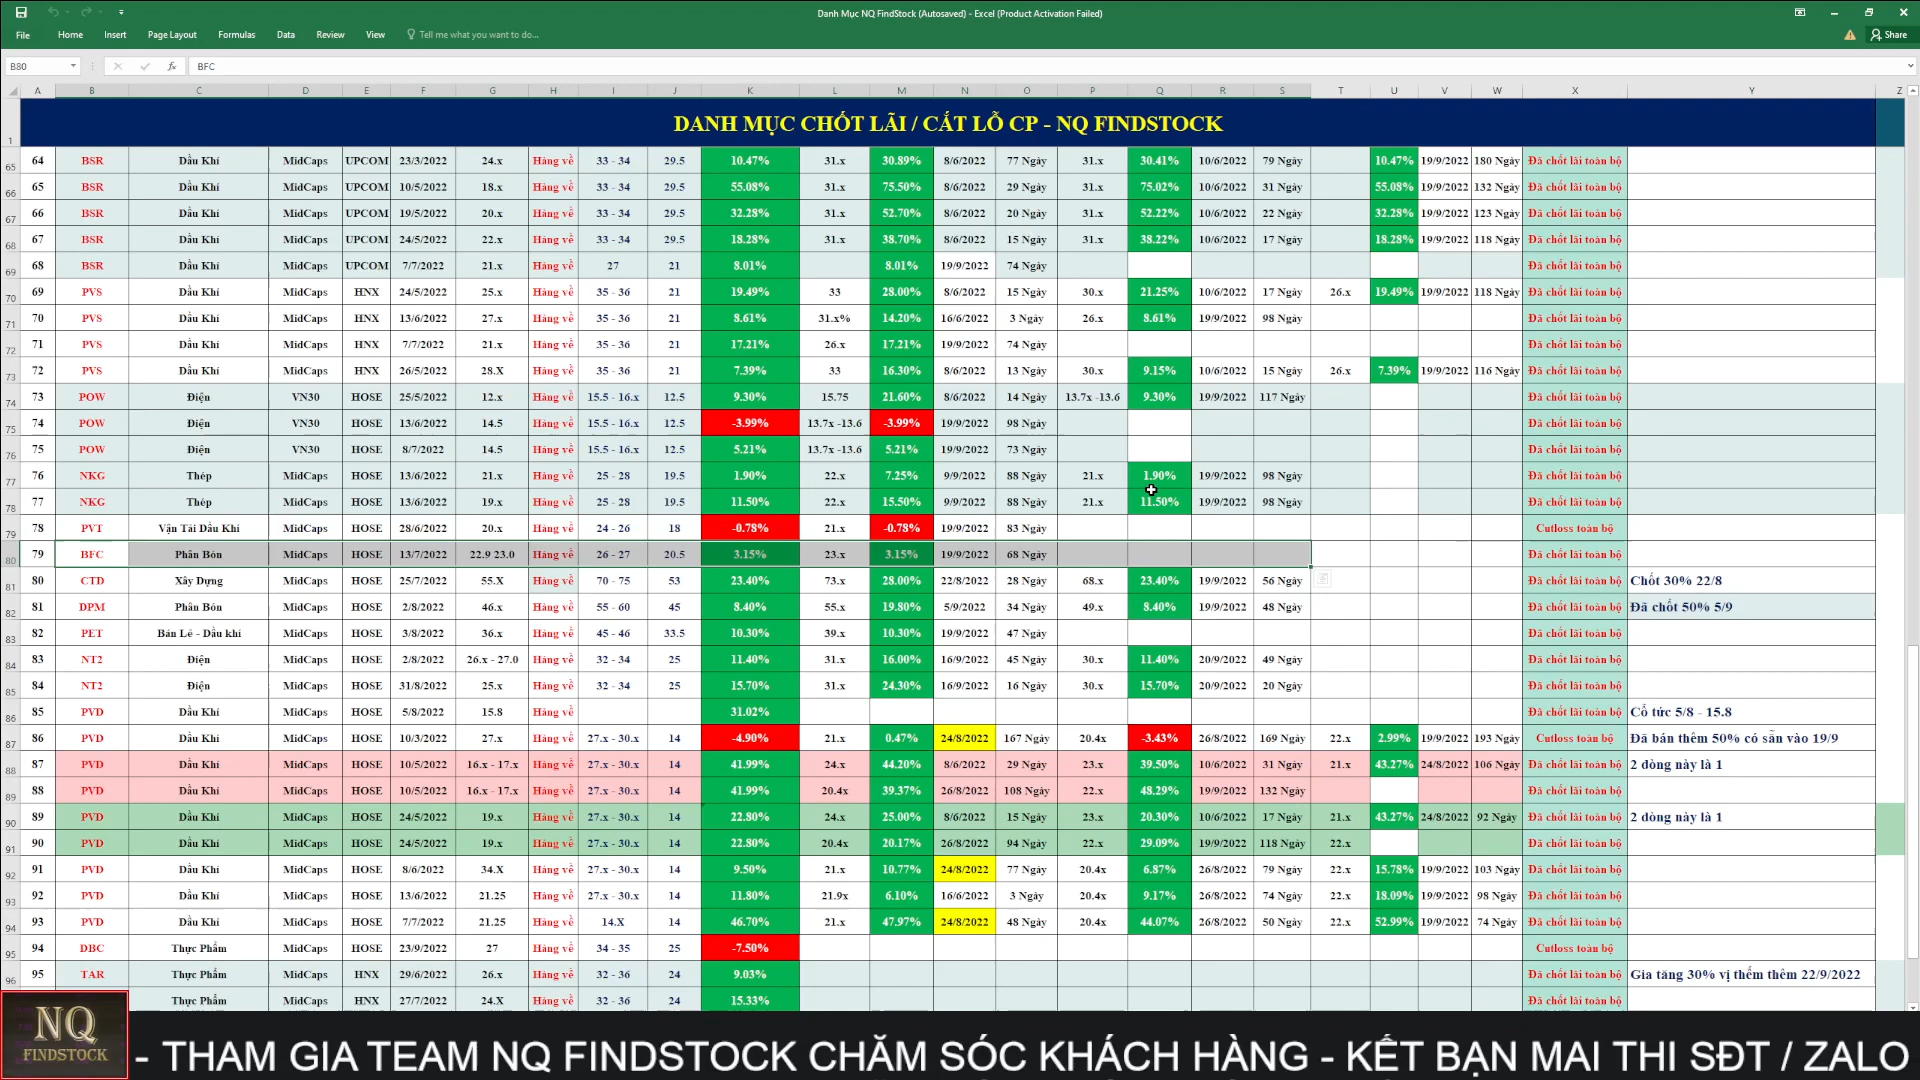 Danh Mục NQ FindStock (Autosaved) - Excel (Product Activation Failed)
File Home Insert Page Layout Formulas Data Review View Tell me what you want to do... Share
B80 fx BFC
A B C D E F G H I J K L M N O P Q R S T U V W X Y Z
1 DANH MỤC CHỐT LÃI / CẮT LỖ CP - NQ FINDSTOCK
65 64 BSR Dầu Khí MidCaps UPCOM 23/3/2022 24.x Hàng về 33 - 34 29.5 10.47% 31.x 30.89% 8/6/2022 77 Ngày 31.x 30.41% 10/6/2022 79 Ngày 10.47% 19/9/2022 180 Ngày Đã chốt lãi toàn bộ
66 65 BSR Dầu Khí MidCaps UPCOM 10/5/2022 18.x Hàng về 33 - 34 29.5 55.08% 31.x 75.50% 8/6/2022 29 Ngày 31.x 75.02% 10/6/2022 31 Ngày 55.08% 19/9/2022 132 Ngày Đã chốt lãi toàn bộ
67 66 BSR Dầu Khí MidCaps UPCOM 19/5/2022 20.x Hàng về 33 - 34 29.5 32.28% 31.x 52.70% 8/6/2022 20 Ngày 31.x 52.22% 10/6/2022 22 Ngày 32.28% 19/9/2022 123 Ngày Đã chốt lãi toàn bộ
68 67 BSR Dầu Khí MidCaps UPCOM 24/5/2022 22.x Hàng về 33 - 34 29.5 18.28% 31.x 38.70% 8/6/2022 15 Ngày 31.x 38.22% 10/6/2022 17 Ngày 18.28% 19/9/2022 118 Ngày Đã chốt lãi toàn bộ
69 68 BSR Dầu Khí MidCaps UPCOM 7/7/2022 21.x Hàng về 27 21 8.01% 8.01% 19/9/2022 74 Ngày Đã chốt lãi toàn bộ
70 69 PVS Dầu Khí MidCaps HNX 24/5/2022 25.x Hàng về 35 - 36 21 19.49% 33 28.00% 8/6/2022 15 Ngày 30.x 21.25% 10/6/2022 17 Ngày 26.x 19.49% 19/9/2022 118 Ngày Đã chốt lãi toàn bộ
71 70 PVS Dầu Khí MidCaps HNX 13/6/2022 27.x Hàng về 35 - 36 21 8.61% 31.x% 14.20% 16/6/2022 3 Ngày 26.x 8.61% 19/9/2022 98 Ngày Đã chốt lãi toàn bộ
72 71 PVS Dầu Khí MidCaps HNX 7/7/2022 21.x Hàng về 35 - 36 21 17.21% 26.x 17.21% 19/9/2022 74 Ngày Đã chốt lãi toàn bộ
73 72 PVS Dầu Khí MidCaps HNX 26/5/2022 28.X Hàng về 35 - 36 21 7.39% 33 16.30% 8/6/2022 13 Ngày 30.x 9.15% 10/6/2022 15 Ngày 26.x 7.39% 19/9/2022 116 Ngày Đã chốt lãi toàn bộ
74 73 POW Điện VN30 HOSE 25/5/2022 12.x Hàng về 15.5 - 16.x 12.5 9.30% 15.75 21.60% 8/6/2022 14 Ngày 13.7x -13.6 9.30% 19/9/2022 117 Ngày Đã chốt lãi toàn bộ
75 74 POW Điện VN30 HOSE 13/6/2022 14.5 Hàng về 15.5 - 16.x 12.5 -3.99% 13.7x -13.6 -3.99% 19/9/2022 98 Ngày Đã chốt lãi toàn bộ
76 75 POW Điện VN30 HOSE 8/7/2022 14.5 Hàng về 15.5 - 16.x 12.5 5.21% 13.7x -13.6 5.21% 19/9/2022 73 Ngày Đã chốt lãi toàn bộ
77 76 NKG Thép MidCaps HOSE 13/6/2022 21.x Hàng về 25 - 28 19.5 1.90% 22.x 7.25% 9/9/2022 88 Ngày 21.x 1.90% 19/9/2022 98 Ngày Đã chốt lãi toàn bộ
78 77 NKG Thép MidCaps HOSE 13/6/2022 19.x Hàng về 25 - 28 19.5 11.50% 22.x 15.50% 9/9/2022 88 Ngày 21.x 11.50% 19/9/2022 98 Ngày Đã chốt lãi toàn bộ
79 78 PVT Vận Tải Dầu Khí MidCaps HOSE 28/6/2022 20.x Hàng về 24 - 26 18 -0.78% 21.x -0.78% 19/9/2022 83 Ngày Cutloss toàn bộ
80 79 BFC Phân Bón MidCaps HOSE 13/7/2022 22.9 23.0 Hàng về 26 - 27 20.5 3.15% 23.x 3.15% 19/9/2022 68 Ngày Đã chốt lãi toàn bộ
81 80 CTD Xây Dựng MidCaps HOSE 25/7/2022 55.X Hàng về 70 - 75 53 23.40% 73.x 28.00% 22/8/2022 28 Ngày 68.x 23.40% 19/9/2022 56 Ngày Đã chốt lãi toàn bộ Chốt 30% 22/8
82 81 DPM Phân Bón MidCaps HOSE 2/8/2022 46.x Hàng về 55 - 60 45 8.40% 55.x 19.80% 5/9/2022 34 Ngày 49.x 8.40% 19/9/2022 48 Ngày Đã chốt lãi toàn bộ Đã chốt 50% 5/9
83 82 PET Bán Lẻ - Dầu khí MidCaps HOSE 3/8/2022 36.x Hàng về 45 - 46 33.5 10.30% 39.x 10.30% 19/9/2022 47 Ngày Đã chốt lãi toàn bộ
84 83 NT2 Điện MidCaps HOSE 2/8/2022 26.x - 27.0 Hàng về 32 - 34 25 11.40% 31.x 16.00% 16/9/2022 45 Ngày 30.x 11.40% 20/9/2022 49 Ngày Đã chốt lãi toàn bộ
85 84 NT2 Điện MidCaps HOSE 31/8/2022 25.x Hàng về 32 - 34 25 15.70% 31.x 24.30% 16/9/2022 16 Ngày 30.x 15.70% 20/9/2022 20 Ngày Đã chốt lãi toàn bộ
86 85 PVD Dầu Khí MidCaps HOSE 5/8/2022 15.8 Hàng về 31.02% Đã chốt lãi toàn bộ Cổ tức 5/8 - 15.8
87 86 PVD Dầu Khí MidCaps HOSE 10/3/2022 27.x Hàng về 27.x - 30.x 14 -4.90% 21.x 0.47% 24/8/2022 167 Ngày 20.4x -3.43% 26/8/2022 169 Ngày 22.x 2.99% 19/9/2022 193 Ngày Cutloss toàn bộ Đã bán thêm 50% có sẵn vào 19/9
88 87 PVD Dầu Khí MidCaps HOSE 10/5/2022 16.x - 17.x Hàng về 27.x - 30.x 14 41.99% 24.x 44.20% 8/6/2022 29 Ngày 23.x 39.50% 10/6/2022 31 Ngày 21.x 43.27% 24/8/2022 106 Ngày Đã chốt lãi toàn bộ 2 dòng này là 1
89 88 PVD Dầu Khí MidCaps HOSE 10/5/2022 16.x - 17.x Hàng về 27.x - 30.x 14 41.99% 20.4x 39.37% 26/8/2022 108 Ngày 22.x 48.29% 19/9/2022 132 Ngày Đã chốt lãi toàn bộ
90 89 PVD Dầu Khí MidCaps HOSE 24/5/2022 19.x Hàng về 27.x - 30.x 14 22.80% 24.x 25.00% 8/6/2022 15 Ngày 23.x 20.30% 10/6/2022 17 Ngày 21.x 43.27% 24/8/2022 92 Ngày Đã chốt lãi toàn bộ 2 dòng này là 1
91 90 PVD Dầu Khí MidCaps HOSE 24/5/2022 19.x Hàng về 27.x - 30.x 14 22.80% 20.4x 20.17% 26/8/2022 94 Ngày 22.x 29.09% 19/9/2022 118 Ngày 22.x Đã chốt lãi toàn bộ
92 91 PVD Dầu Khí MidCaps HOSE 8/6/2022 34.X Hàng về 27.x - 30.x 14 9.50% 21.x 10.77% 24/8/2022 77 Ngày 20.4x 6.87% 26/8/2022 79 Ngày 22.x 15.78% 19/9/2022 103 Ngày Đã chốt lãi toàn bộ
93 92 PVD Dầu Khí MidCaps HOSE 13/6/2022 21.25 Hàng về 27.x - 30.x 14 11.80% 21.9x 6.10% 16/6/2022 3 Ngày 20.4x 9.17% 26/8/2022 74 Ngày 22.x 18.09% 19/9/2022 98 Ngày Đã chốt lãi toàn bộ
94 93 PVD Dầu Khí MidCaps HOSE 7/7/2022 21.25 Hàng về 14.X 14 46.70% 21.x 47.97% 24/8/2022 48 Ngày 20.4x 44.07% 26/8/2022 50 Ngày 22.x 52.99% 19/9/2022 74 Ngày Đã chốt lãi toàn bộ
95 94 DBC Thực Phẩm MidCaps HOSE 23/9/2022 27 Hàng về 34 - 35 25 -7.50% Cutloss toàn bộ
96 95 TAR Thực Phẩm MidCaps HNX 29/6/2022 26.x Hàng về 32 - 36 24 9.03% Đã chốt lãi toàn bộ Gia tăng 30% vị thếm thêm 22/9/2022
Thực Phẩm MidCaps HNX 27/7/2022 24.X Hàng về 32 - 36 24 15.33% Đã chốt lãi toàn bộ
NQ
FINDSTOCK
- THAM GIA TEAM NQ FINDSTOCK CHĂM SÓC KHÁCH HÀNG - KẾT BẠN MAI THI SĐT / ZALO